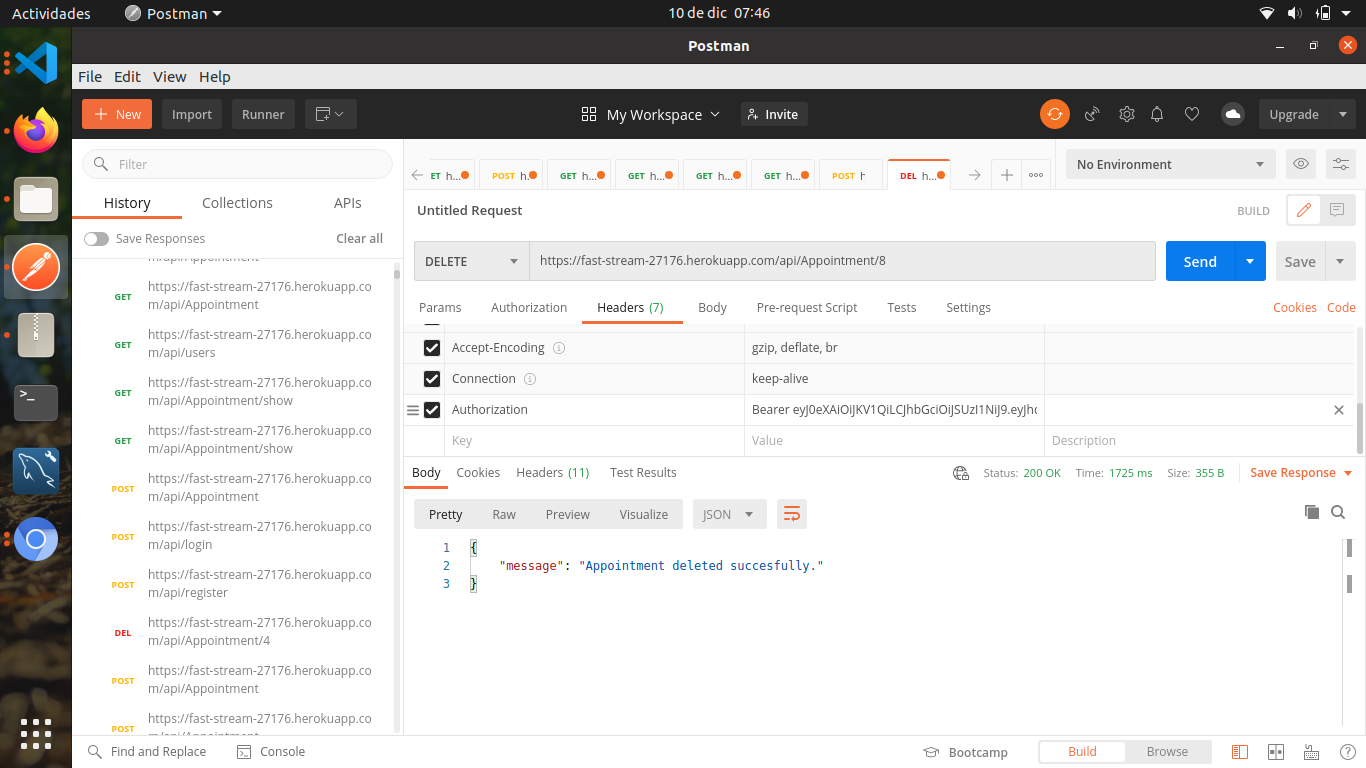 Actividades
Postman
10 de dic 07:46
Postman
File Edit View Help
New
Import
Runner
My Workspace
Invite
Upgrade
Filter
History
Collections
APIs
Save Responses
Clear all
m/api/Appointment
GET https://fast-stream-27176.herokuapp.co
m/api/Appointment
GET https://fast-stream-27176.herokuapp.co
m/api/users
GET https://fast-stream-27176.herokuapp.co
m/api/Appointment/show
GET https://fast-stream-27176.herokuapp.co
m/api/Appointment/show
POST https://fast-stream-27176.herokuapp.co
m/api/Appointment
POST https://fast-stream-27176.herokuapp.co
m/api/login
POST https://fast-stream-27176.herokuapp.co
m/api/register
DEL https://fast-stream-27176.herokuapp.co
m/api/Appointment/4
POST https://fast-stream-27176.herokuapp.co
m/api/Appointment
POST https://fast-stream-27176.herokuapp.co
m/api/Appointment
ET h...
POST h.
GET h...
GET h...
GET h...
GET h...
POST h
DEL h...
No Environment
Untitled Request
BUILD
DELETE
https://fast-stream-27176.herokuapp.com/api/Appointment/8
Send
Save
Params Authorization Headers (7) Body Pre-request Script Tests Settings
Cookies Code
Accept-Encoding gzip, deflate, br
Connection keep-alive
Authorization Bearer eyJ0eXAiOiJKV1QiLCJhbGciOiJSUzI1NiJ9.eyJhc
Key Value Description
Body Cookies Headers (11) Test Results
Status: 200 OK Time: 1725 ms Size: 355 B
Save Response
Pretty Raw Preview Visualize
JSON
1 {
2 "message": "Appointment deleted succesfully."
3 }
Find and Replace
Console
Bootcamp
Build
Browse